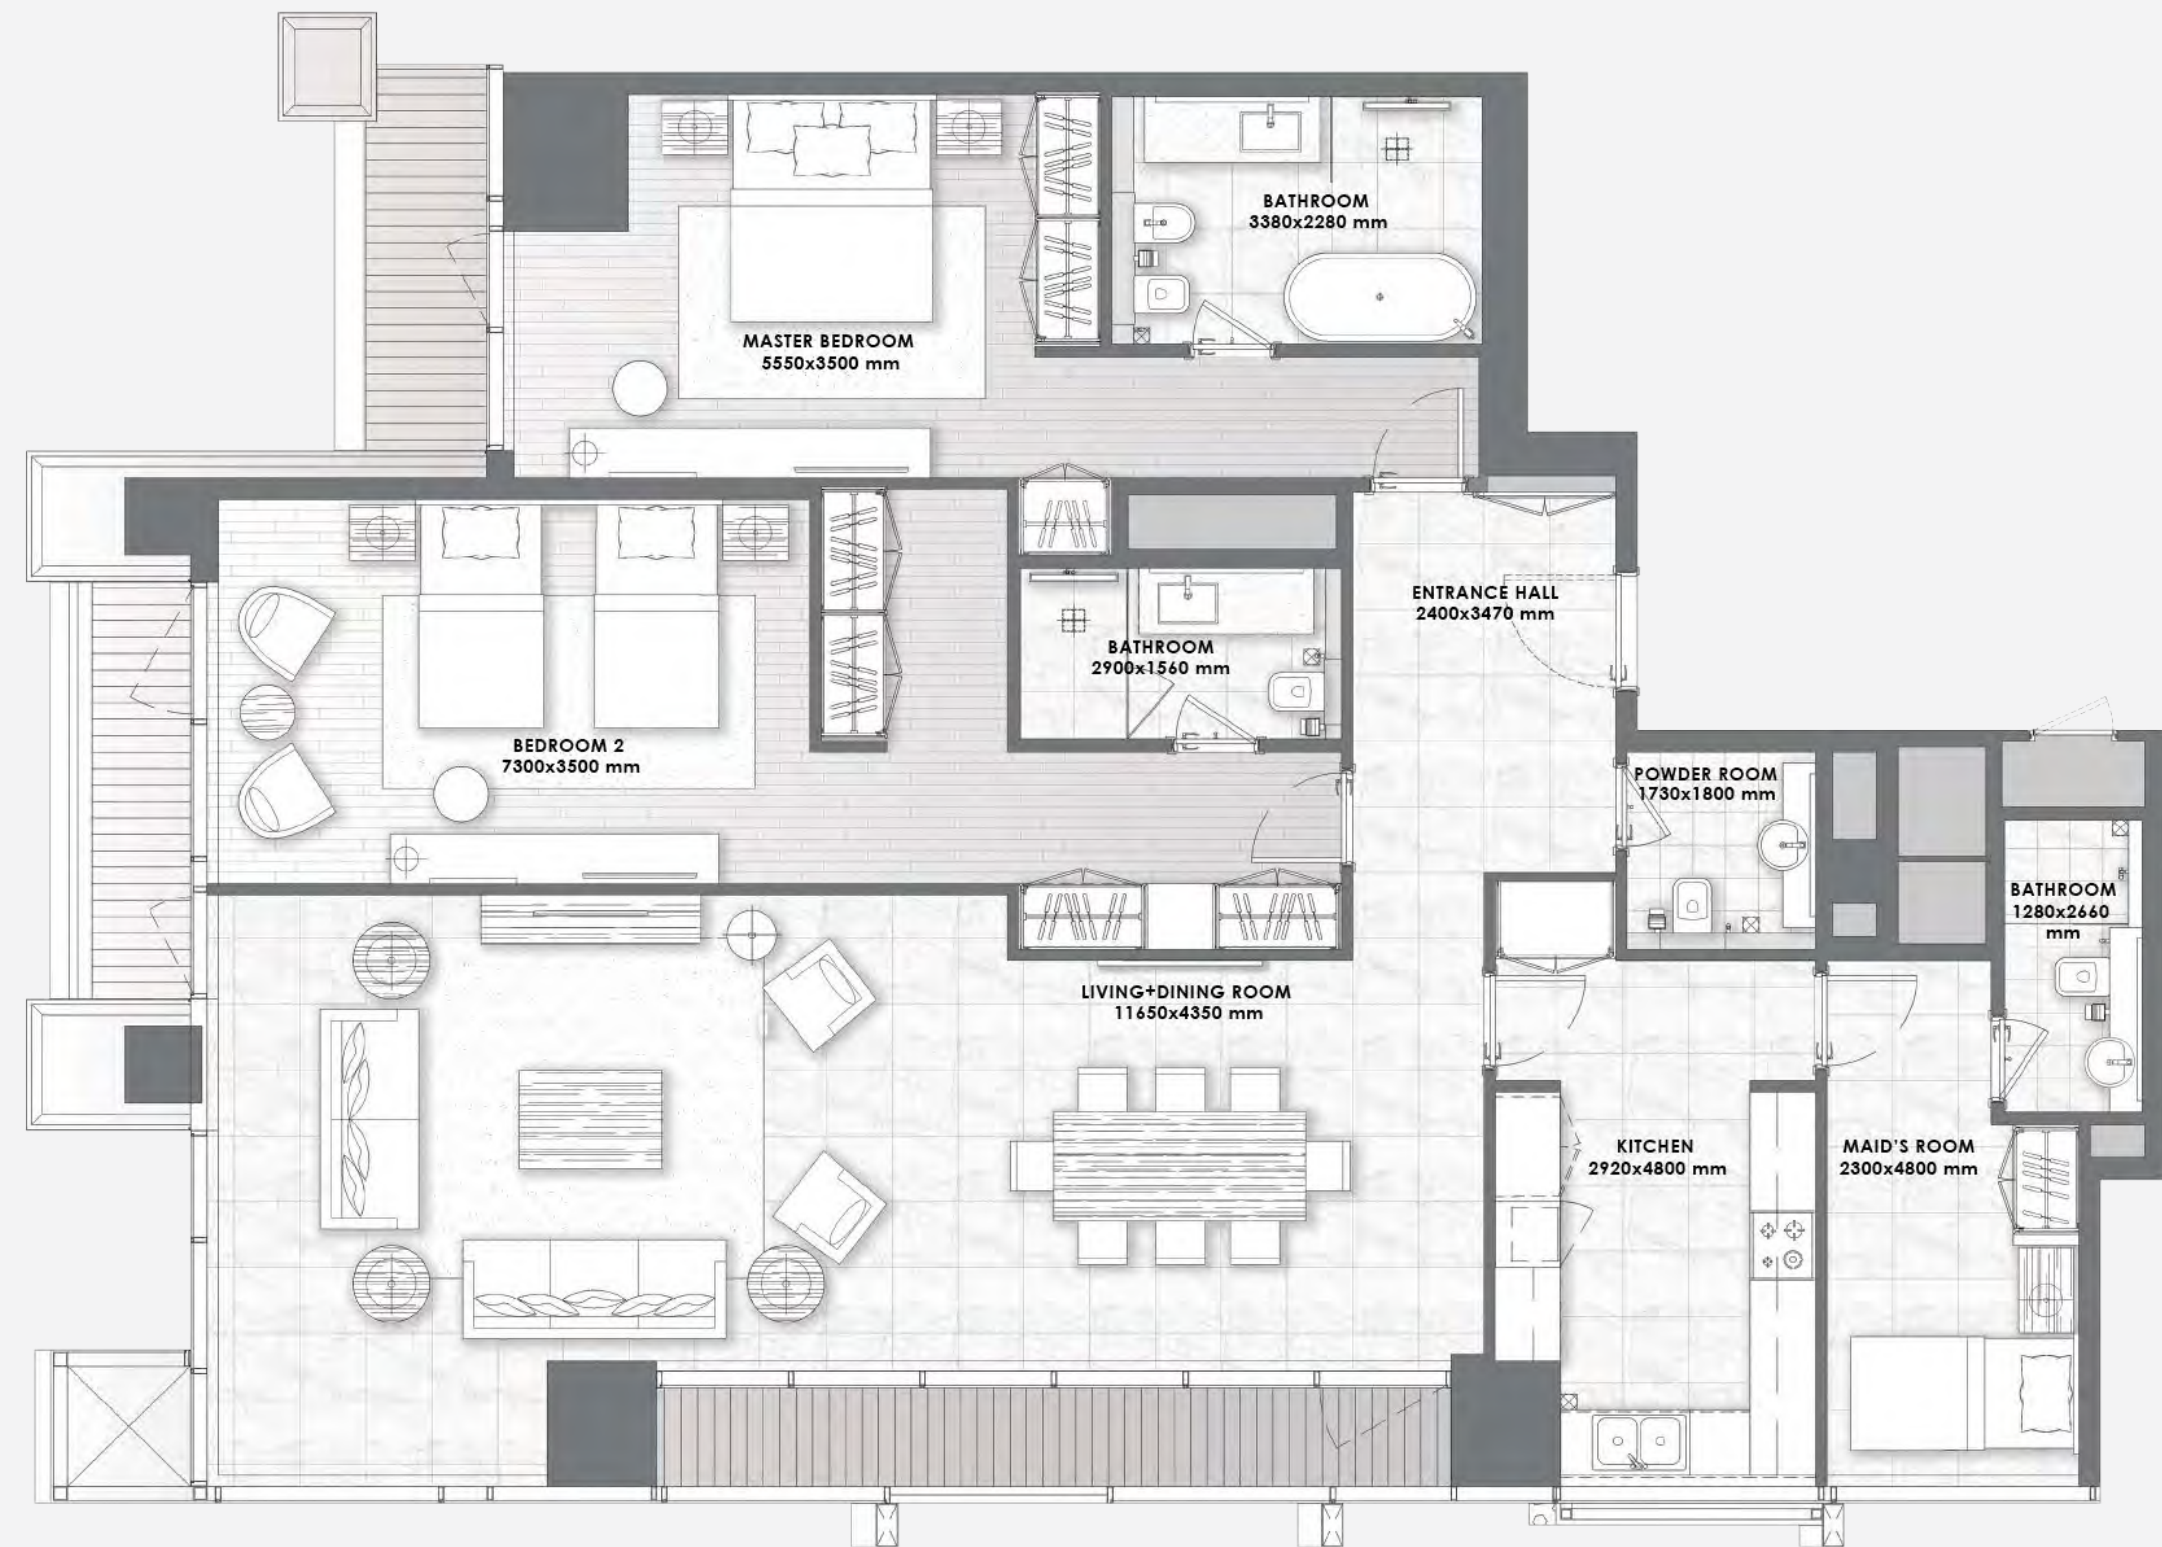 BATHROOM
3380x2280 mm
MASTER BEDROOM
5550x3500 mm
ENTRANCE HALL
2400x3470 mm
BATHROOM
2900x1560 mm
BEDROOM 2
7300x3500 mm
POWDER ROOM
1730x1800 mm
BATHROOM
1280x2660
mm
LIVING+DINING ROOM
11650x4350 mm
KITCHEN
2920x4800 mm
MAID'S ROOM
2300x4800 mm